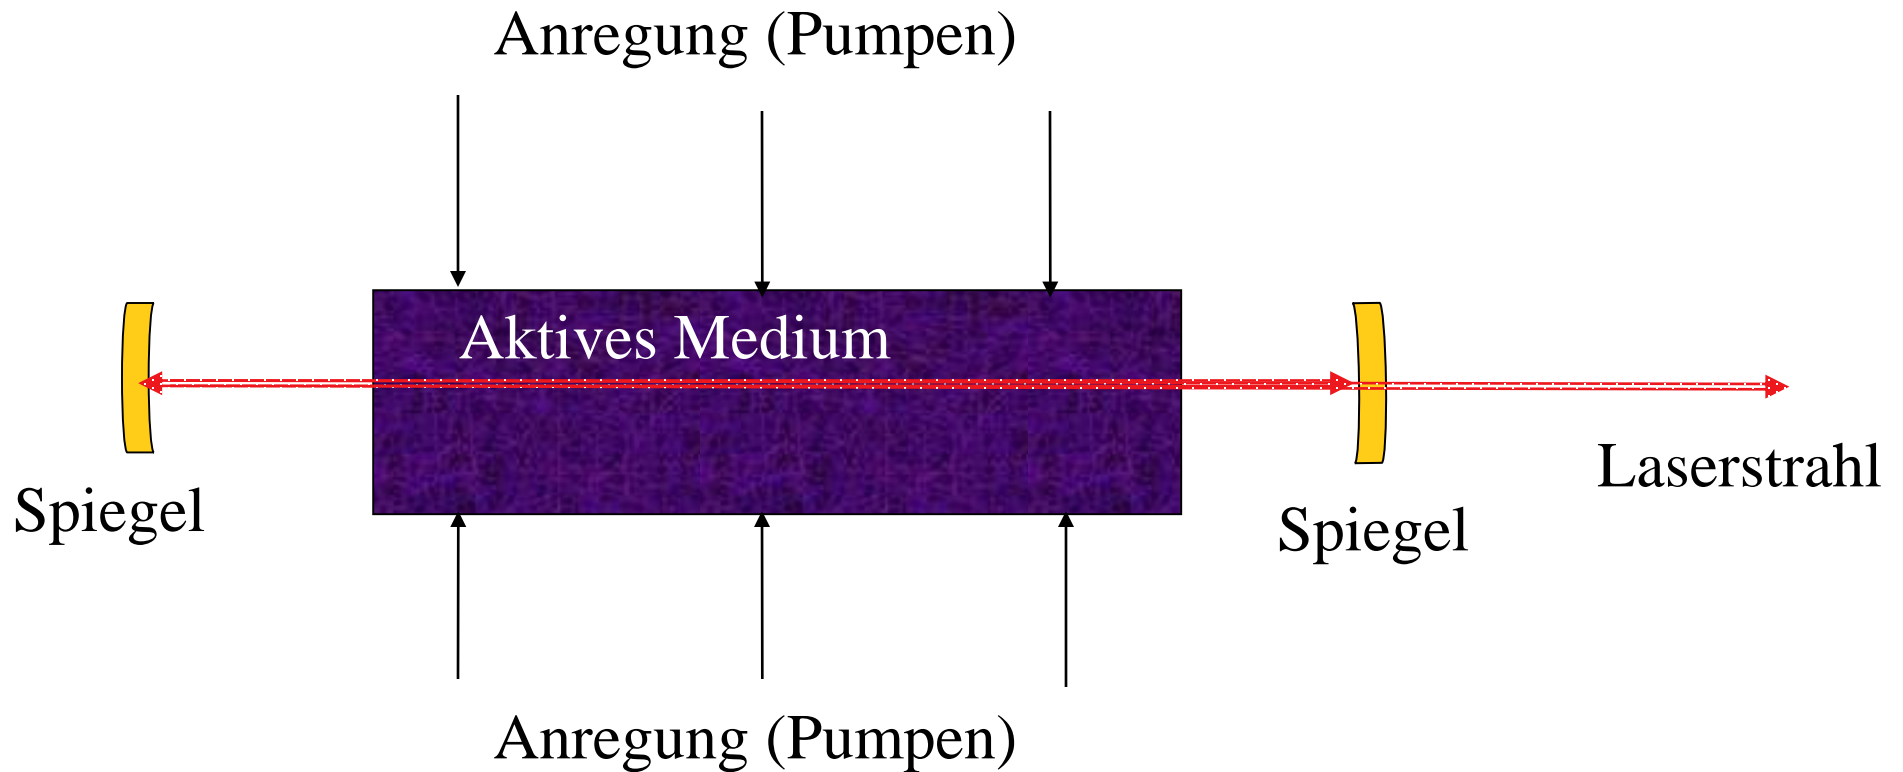 Anregung (Pumpen)
Aktives Medium
Laserstrahl
Spiegel
Spiegel
Anregung (Pumpen)